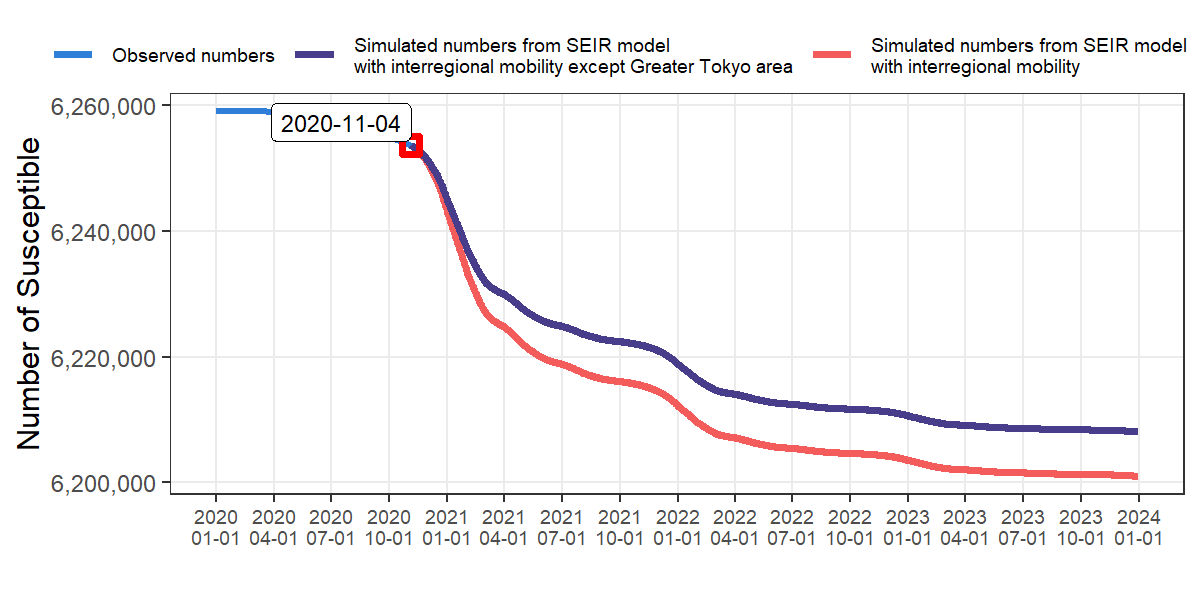 Observed numbers
Simulated numbers from SEIR model
with interregional mobility except Greater Tokyo area
Simulated numbers from SEIR model
with interregional mobility
Number of Susceptible
6,260,000
6,240,000
6,220,000
6,200,000
2020-11-04
2020 2020 2020 2020 2021 2021 2021 2021 2022 2022 2022 2022 2023 2023 2023 2023 2024
01-01 04-01 07-01 10-01 01-01 04-01 07-01 10-01 01-01 04-01 07-01 10-01 01-01 04-01 07-01 10-01 01-01